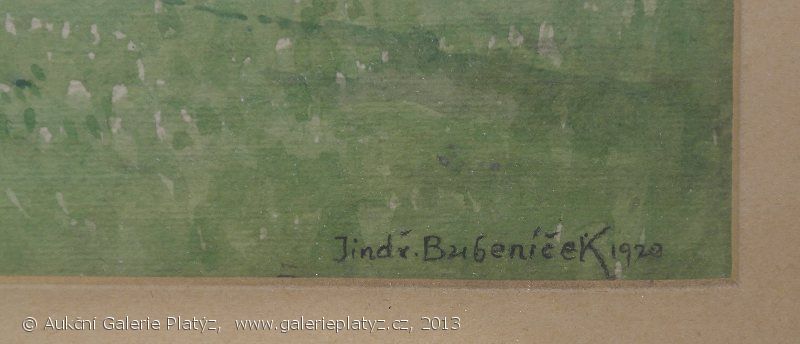 Jindř. Bubeníček 1920
© Aukční Galerie Platýz, www.galerieplatyz.cz, 2013